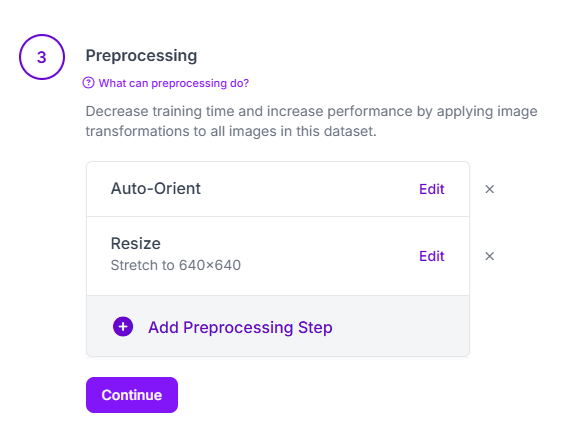 3
Preprocessing
What can preprocessing do?
Decrease training time and increase performance by applying image
transformations to all images in this dataset.
Auto-Orient
Edit
Resize
Stretch to 640×640
Edit
Add Preprocessing Step
Continue